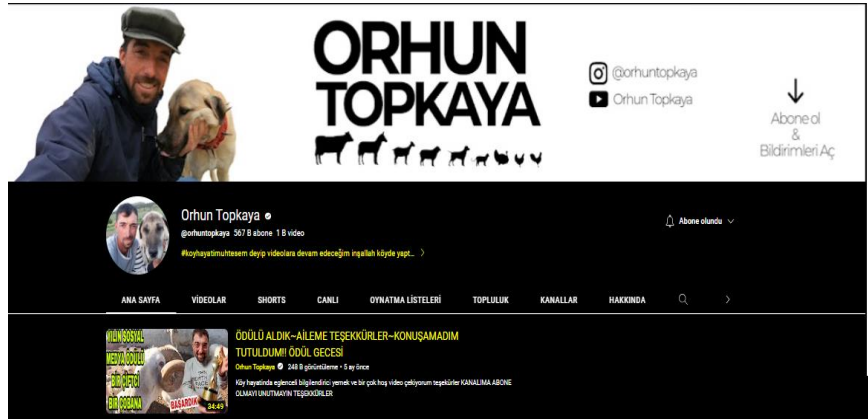 ORHUN
TOPKAYA
@orhuntopkaya
Orhun Topkaya
Abone ol
&
Bildirimleri Aç
Orhun Topkaya
@orhuntopkaya 567 B abone 1 B video
Abone olundu
#koyhayatimuhtesem deyip videolara devam edeceğim inşallah köyde yapt...
ANA SAYFA VİDEOLAR SHORTS CANLI OYNATMA LİSTELERİ TOPLULUK KANALLAR HAKKINDA
YILIN SOSYAL
MEDYA ÖDÜLÜ
BİR ÇİFTÇİ
BİR ÇOBANA
BAŞARDIK
34:49
ÖDÜLÜ ALDIK~AİLEME TEŞEKKÜRLER~KONUŞAMADIM
TUTULDUM!! ÖDÜL GECESİ
Orhun Topkaya 248 B görüntüleme • 5 ay önce
Köy hayatinda eglenceli bilgilendirici yemek ve bir çok hoş video çekiyorum teşekürler KANALIMA ABONE
OLMAYI UNUTMAYIN TEŞEKKÜRLER